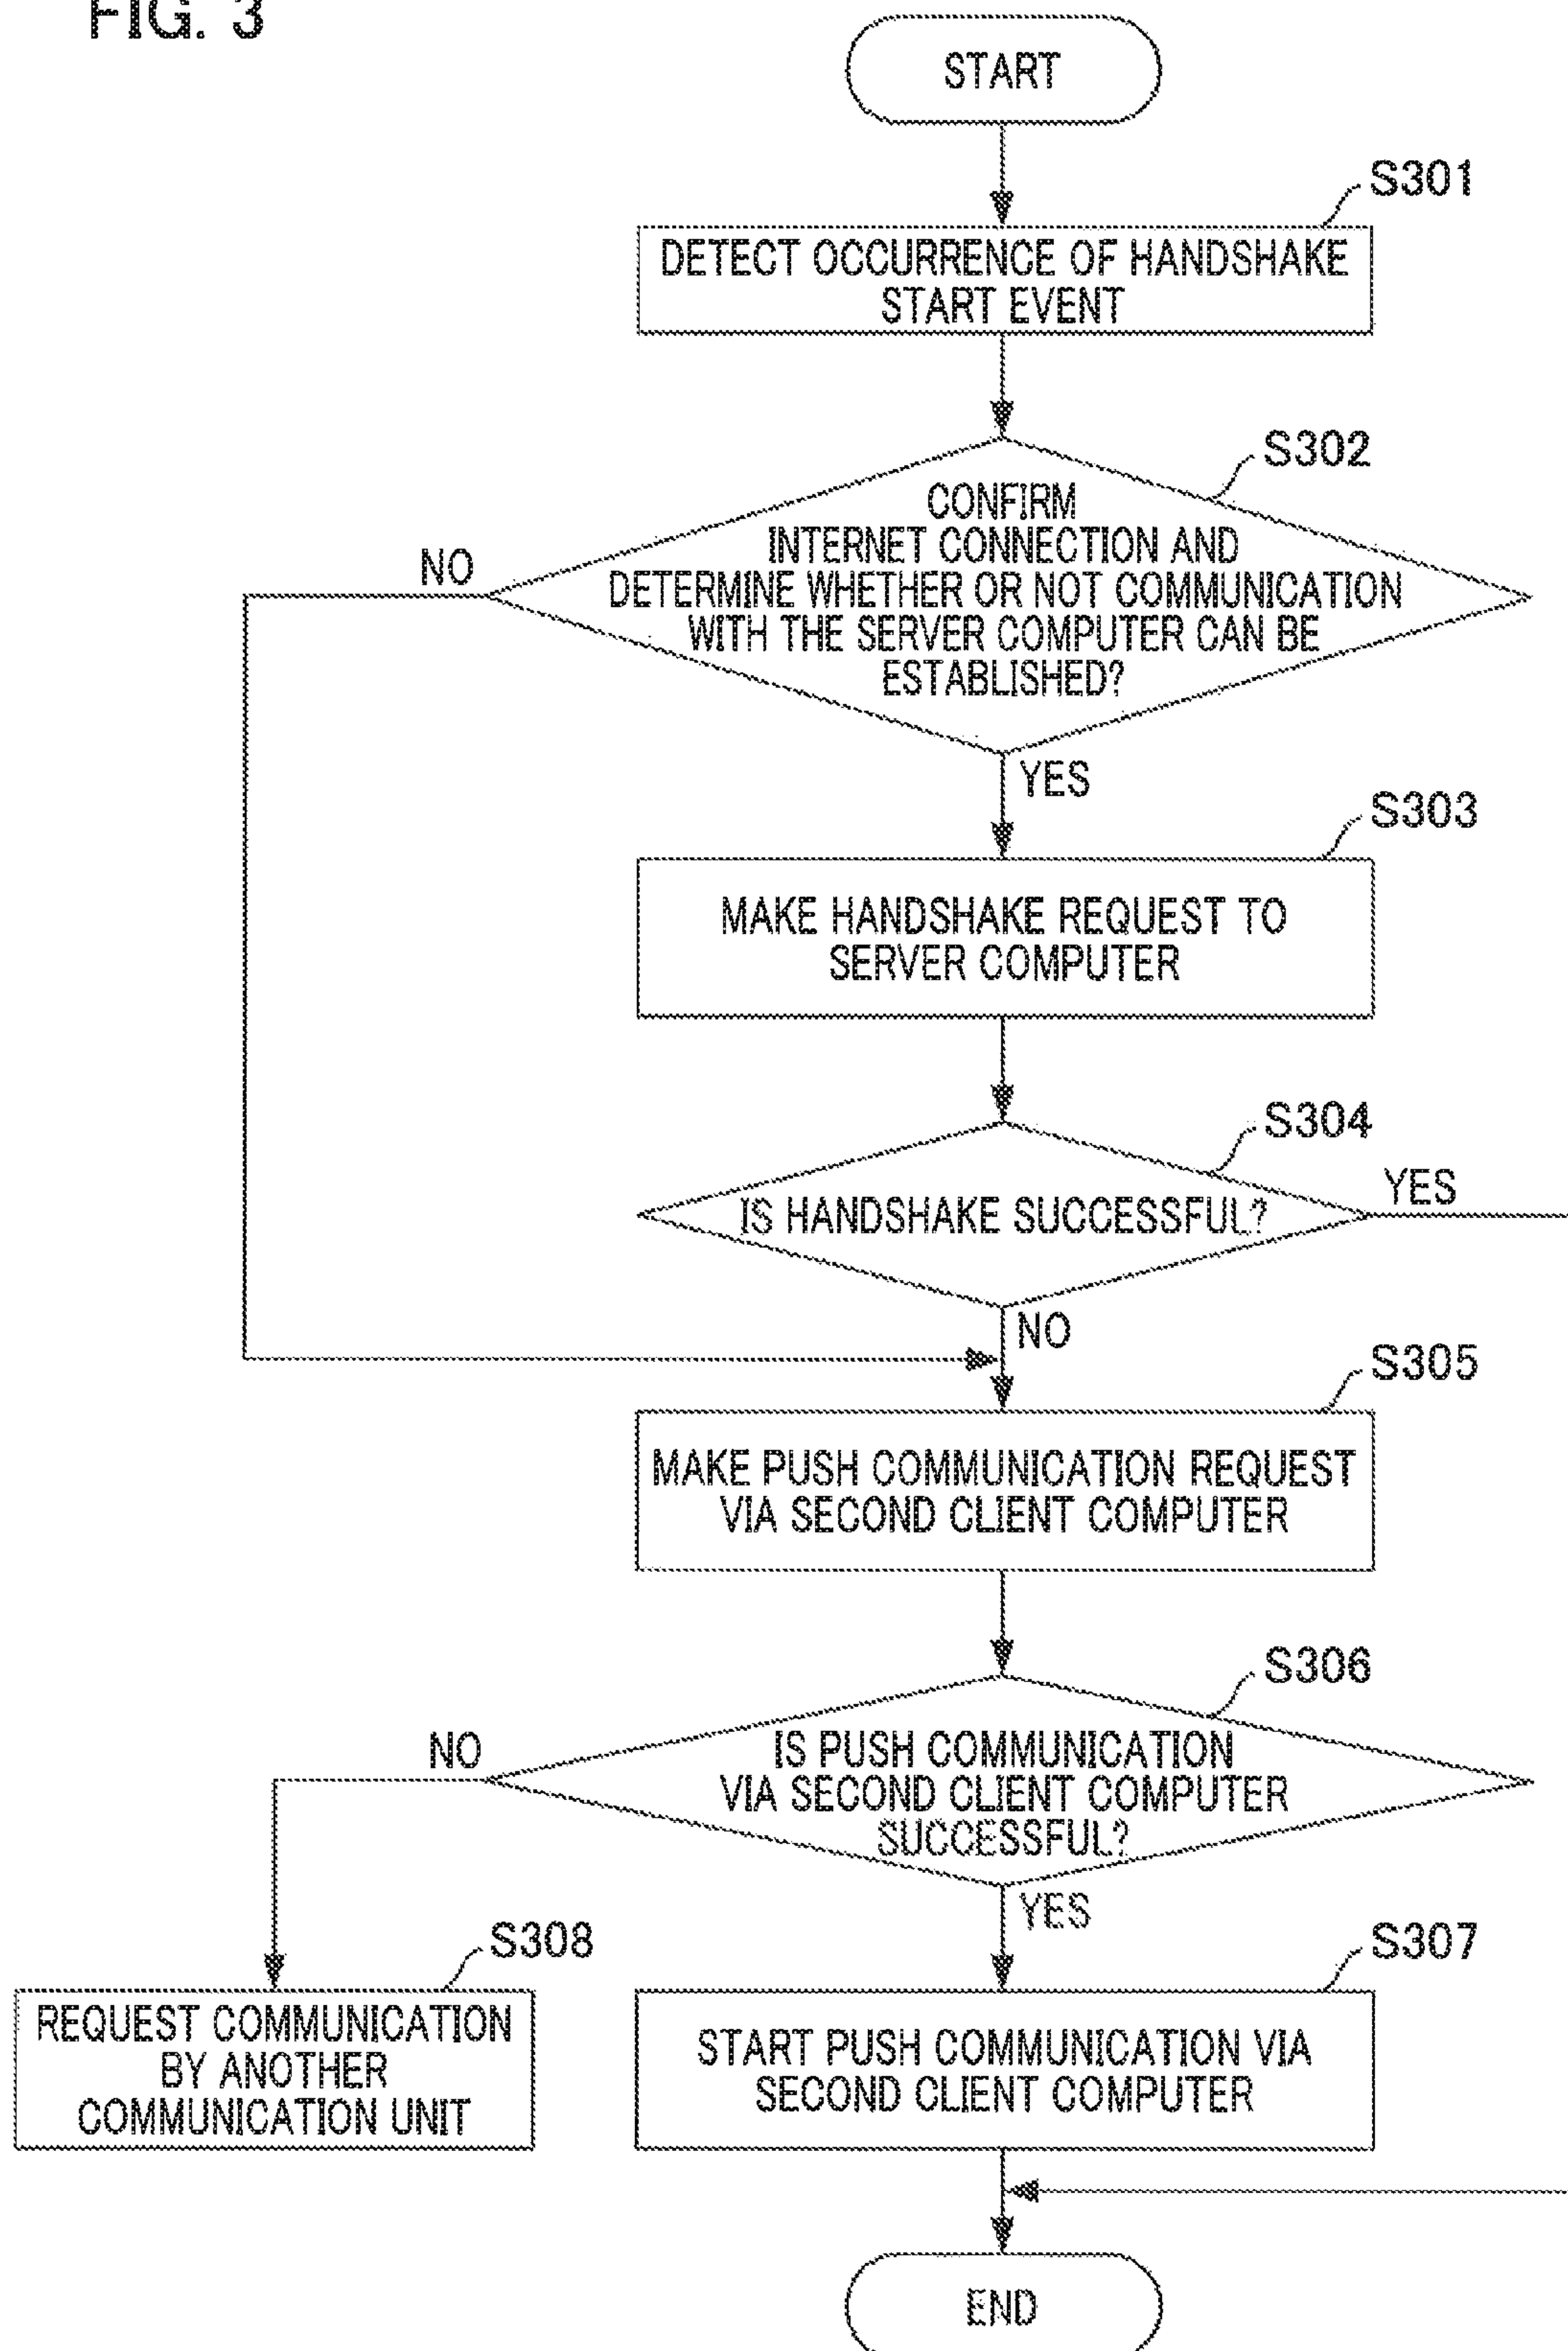 FIG. 3
START
S301
DETECT OCCURRENCE OF HANDSHAKE
START EVENT
S302
CONFIRM
INTERNET CONNECTION AND
DETERMINE WHETHER OR NOT COMMUNICATION
WITH THE SERVER COMPUTER CAN BE
ESTABLISHED?
NO
YES
S303
MAKE HANDSHAKE REQUEST TO
SERVER COMPUTER
S304
IS HANDSHAKE SUCCESSFUL?
YES
NO
S305
MAKE PUSH COMMUNICATION REQUEST
VIA SECOND CLIENT COMPUTER
S306
IS PUSH COMMUNICATION
VIA SECOND CLIENT COMPUTER
SUCCESSFUL?
NO
YES
S308
REQUEST COMMUNICATION
BY ANOTHER
COMMUNICATION UNIT
S307
START PUSH COMMUNICATION VIA
SECOND CLIENT COMPUTER
END